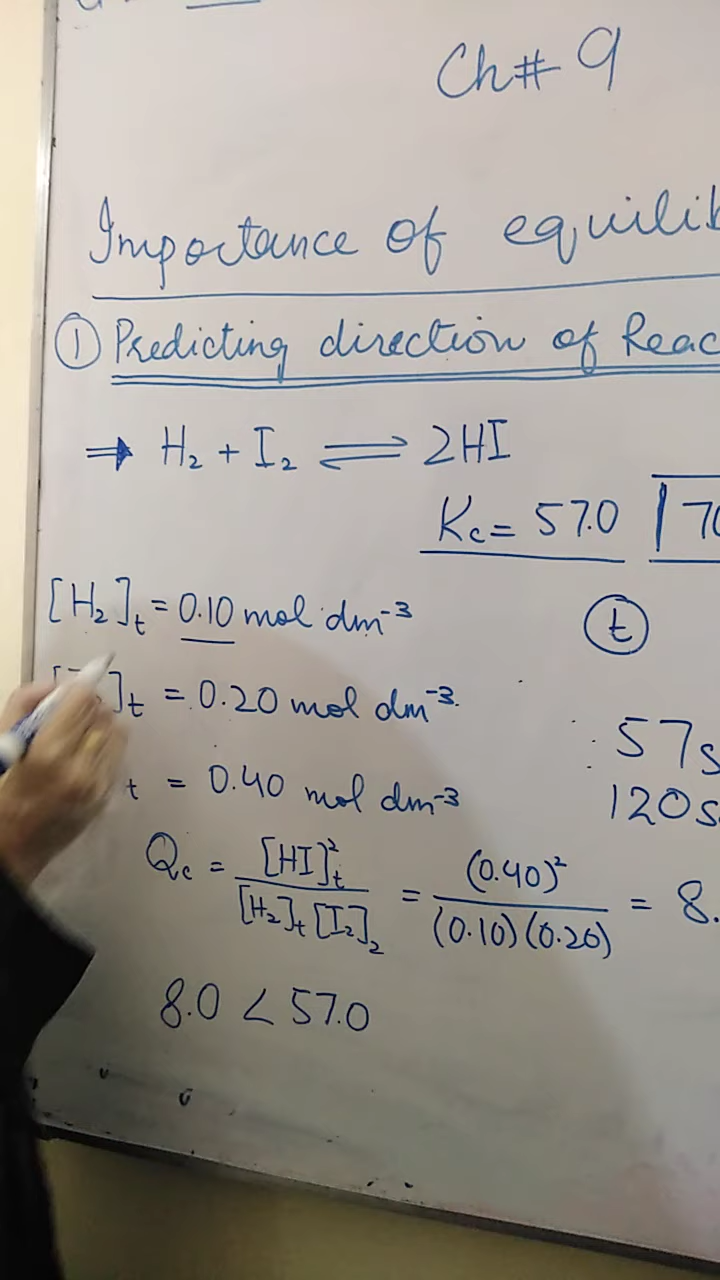 Ch# 9
Importance of equilib
① Predicting direction of Reac
⇒ H₂ + I₂ ⇌ 2HI
Kc = 57.0 | 70
[H₂]t = 0.10 mol dm⁻³
t
]t = 0.20 mol dm⁻³
57s
t = 0.40 mol dm⁻³
120s
Qc = [HI]²t / [H₂]t [I₂]₂ = (0.40)² / (0.10)(0.20) = 8.
8.0 < 57.0